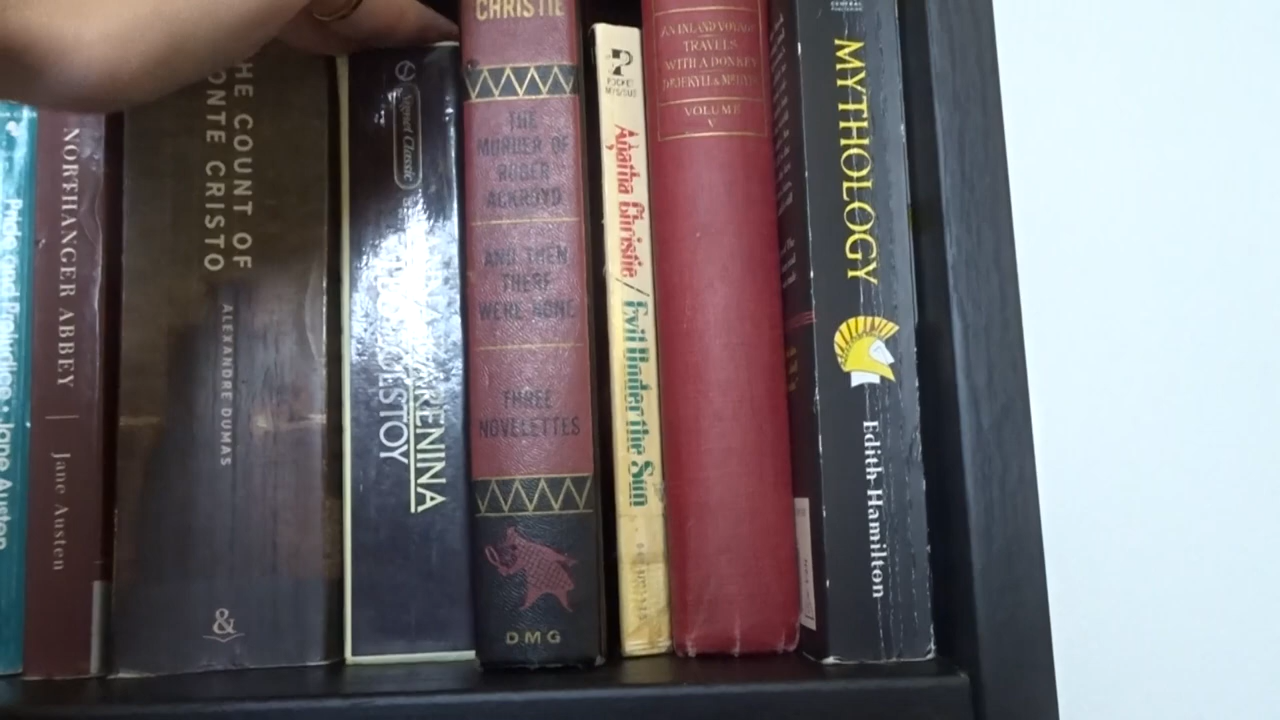 Pride and Prejudice • Jane Austen
NORTHANGER ABBEY | Jane Austen
THE COUNT OF
MONTE CRISTO
ALEXANDRE DUMAS
&
Signet Classic
KARENINA
TOLSTOY
CHRISTIE
THE
MURDER OF
ROGER
ACKROYD
AND THEN
THERE
WERE NONE
THREE
NOVELETTES
DMG
POCKET
Agatha Christie / Evil Under the Sun
AN INLAND VOYAGE
TRAVELS
WITH A DONKEY
DR. JEKYLL & MR. HYDE
VOLUME
V
MYTHOLOGY
Edith Hamilton